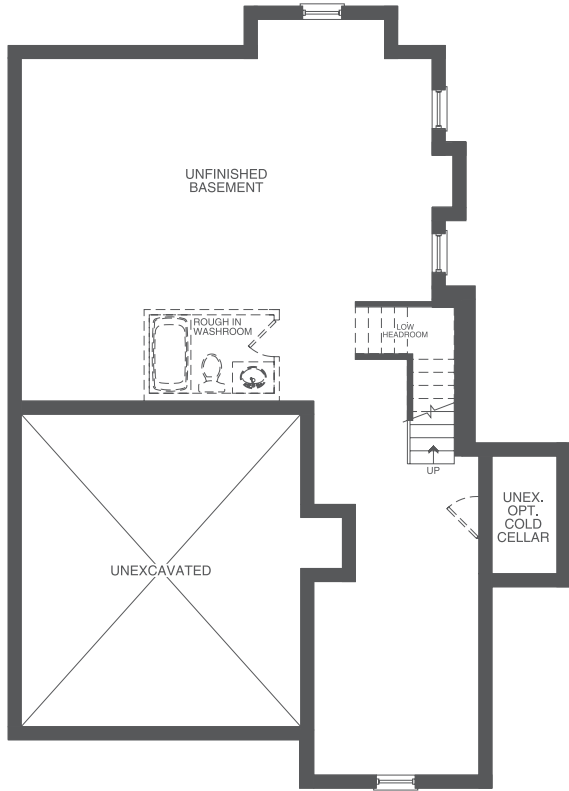 UNFINISHED
BASEMENT
ROUGH IN
WASHROOM
LOW
HEADROOM
UP
UNEX.
OPT.
COLD
CELLAR
UNEXCAVATED